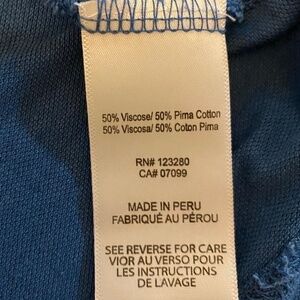 50% Viscose/ 50% Pima Cotton
50% Viscosa/ 50% Coton Pima
RN# 123280
CA# 07099
MADE IN PERU
FABRIQUÉ AU PÉROU
SEE REVERSE FOR CARE
VIOR AU VERSO POUR
LES INSTRUCTIONS
DE LAVAGE